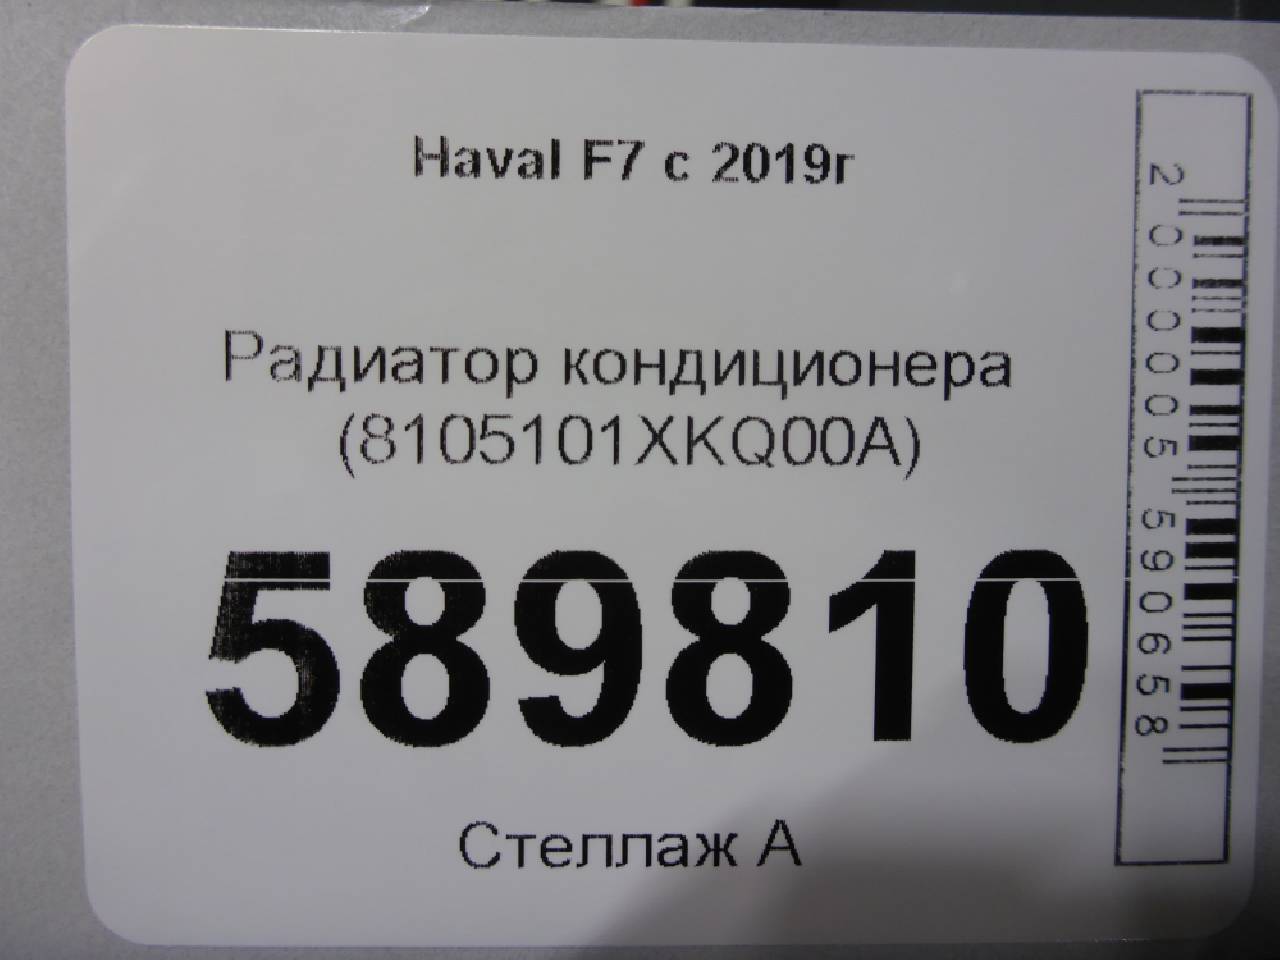 Haval F7 с 2019г
Радиатор кондиционера
(8105101XKQ00A)
589810
Стеллаж А
2000005590658